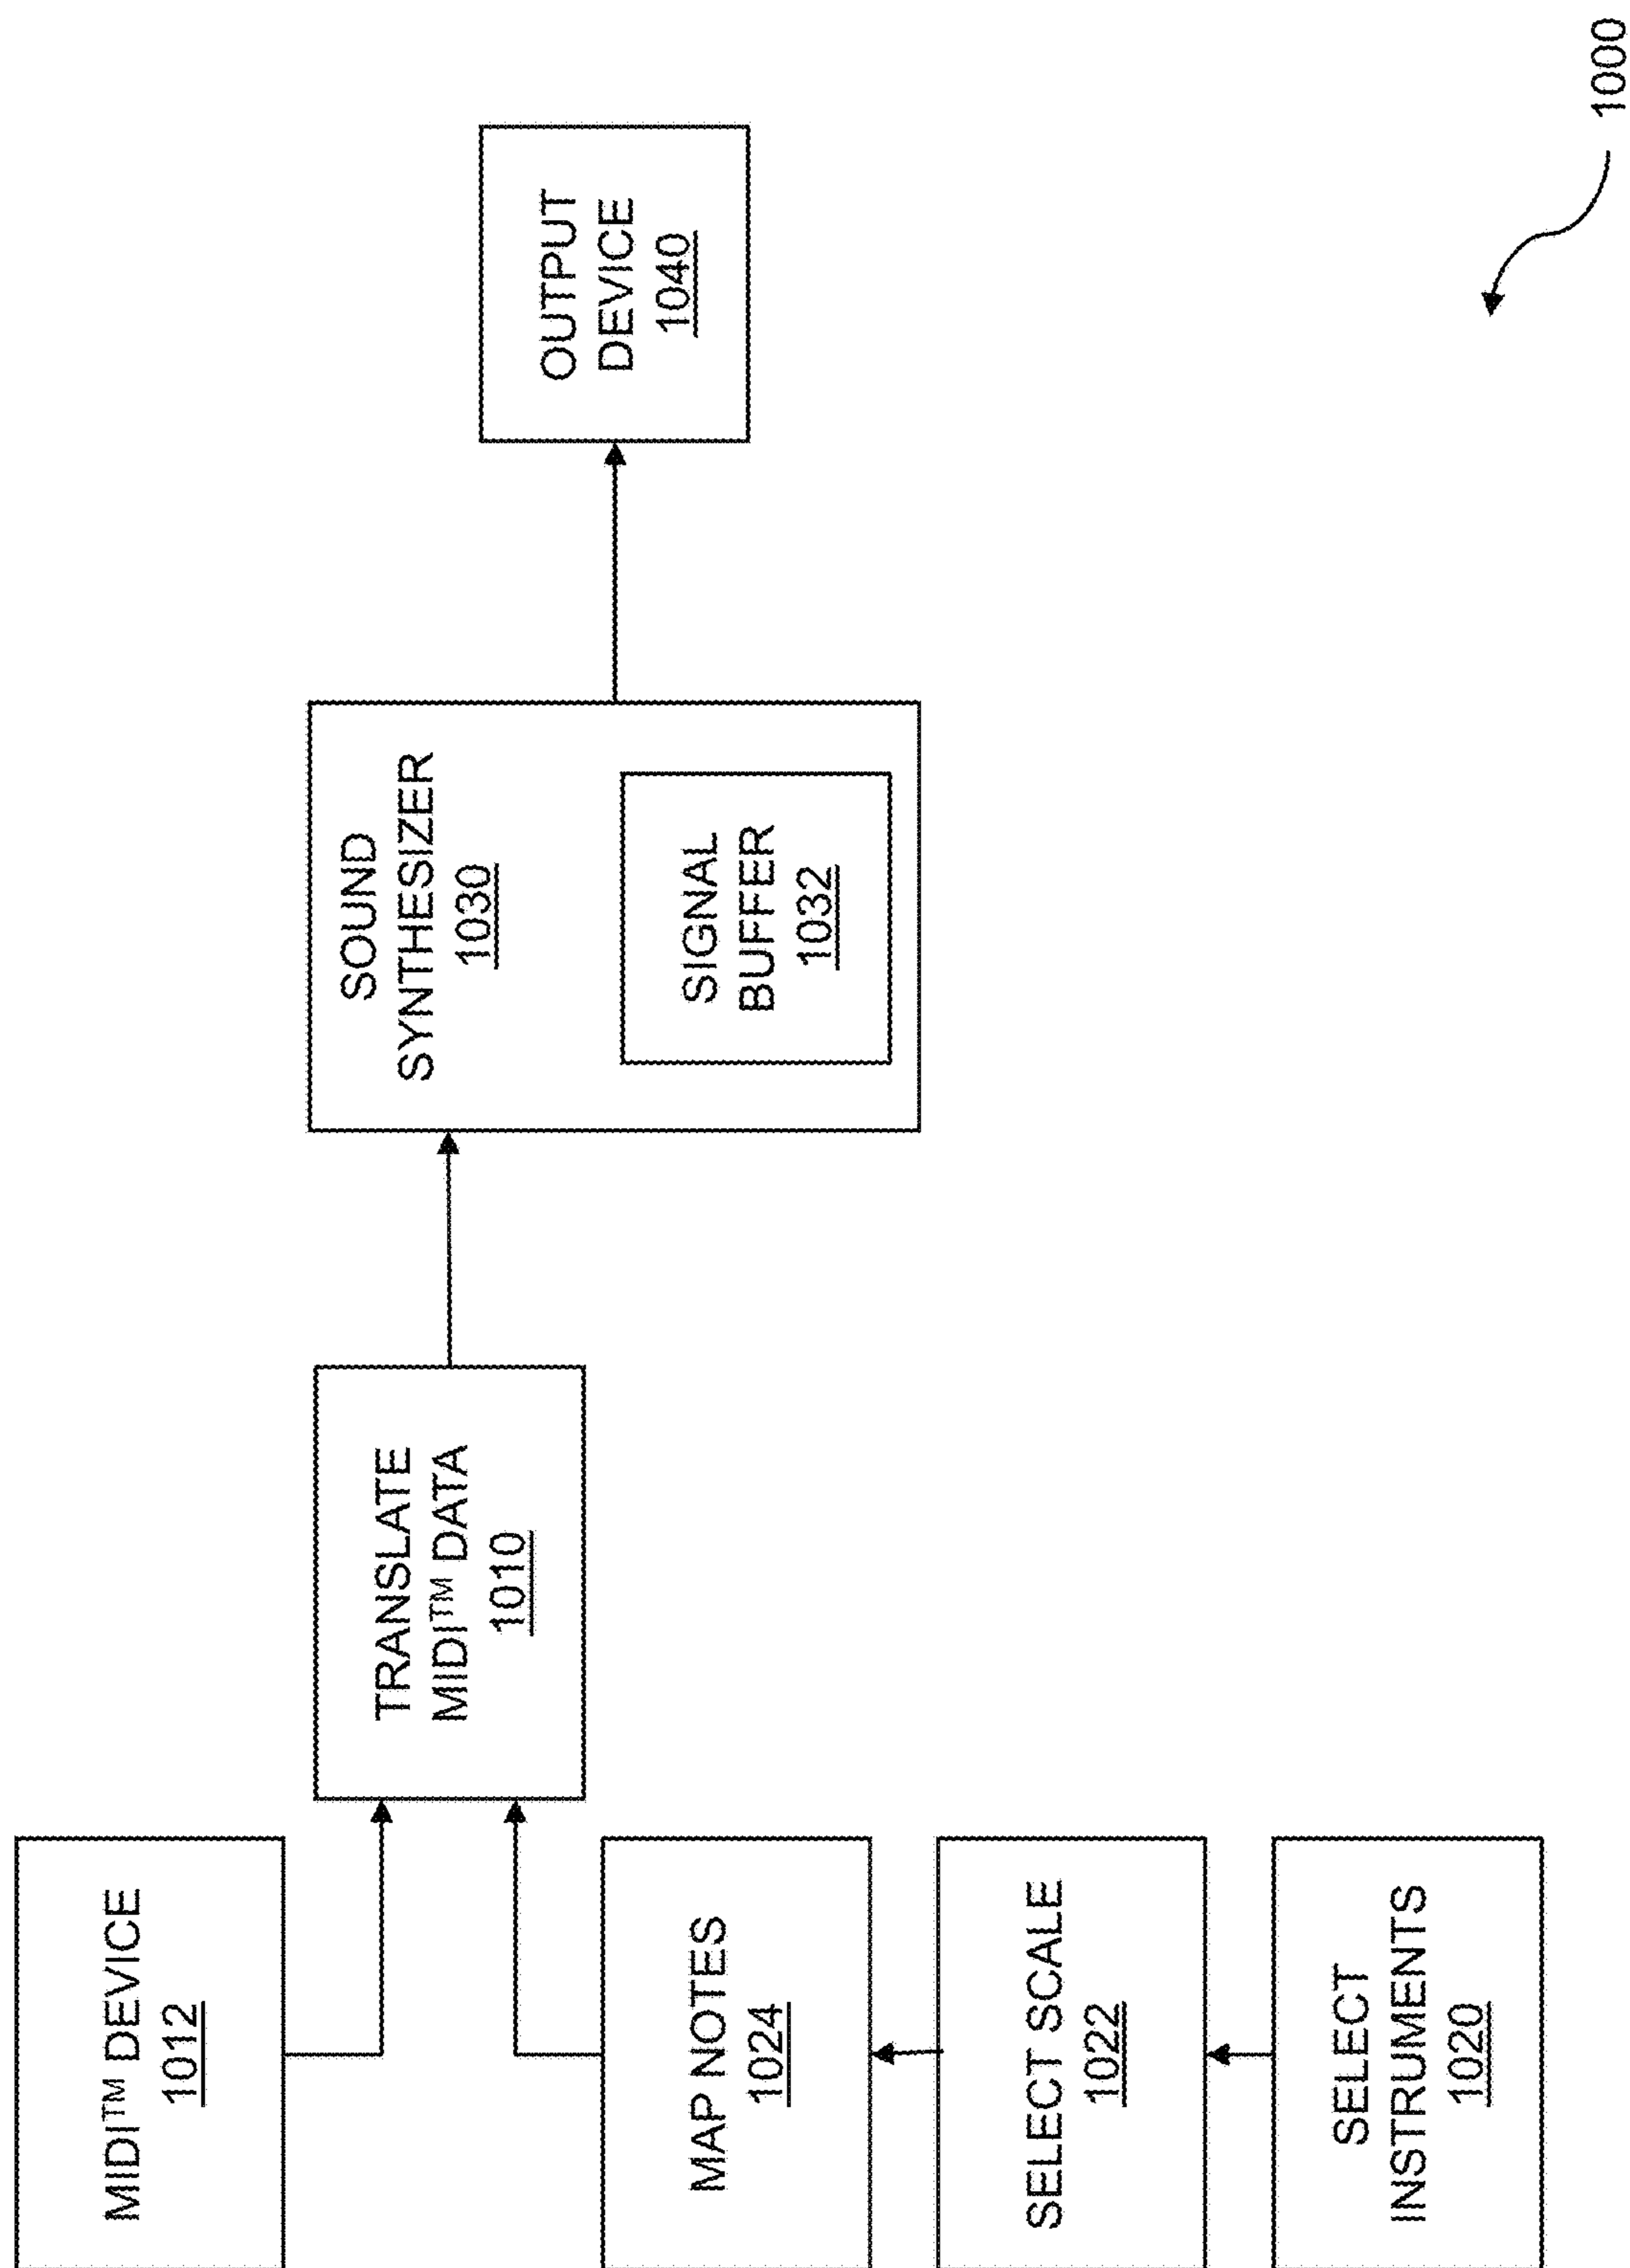 MIDI™ DEVICE
1012
TRANSLATE
MIDI™ DATA
1010
SOUND
SYNTHESIZER
1030
SIGNAL
BUFFER
1032
OUTPUT
DEVICE
1040
MAP NOTES
1024
SELECT SCALE
1022
SELECT
INSTRUMENTS
1020
1000